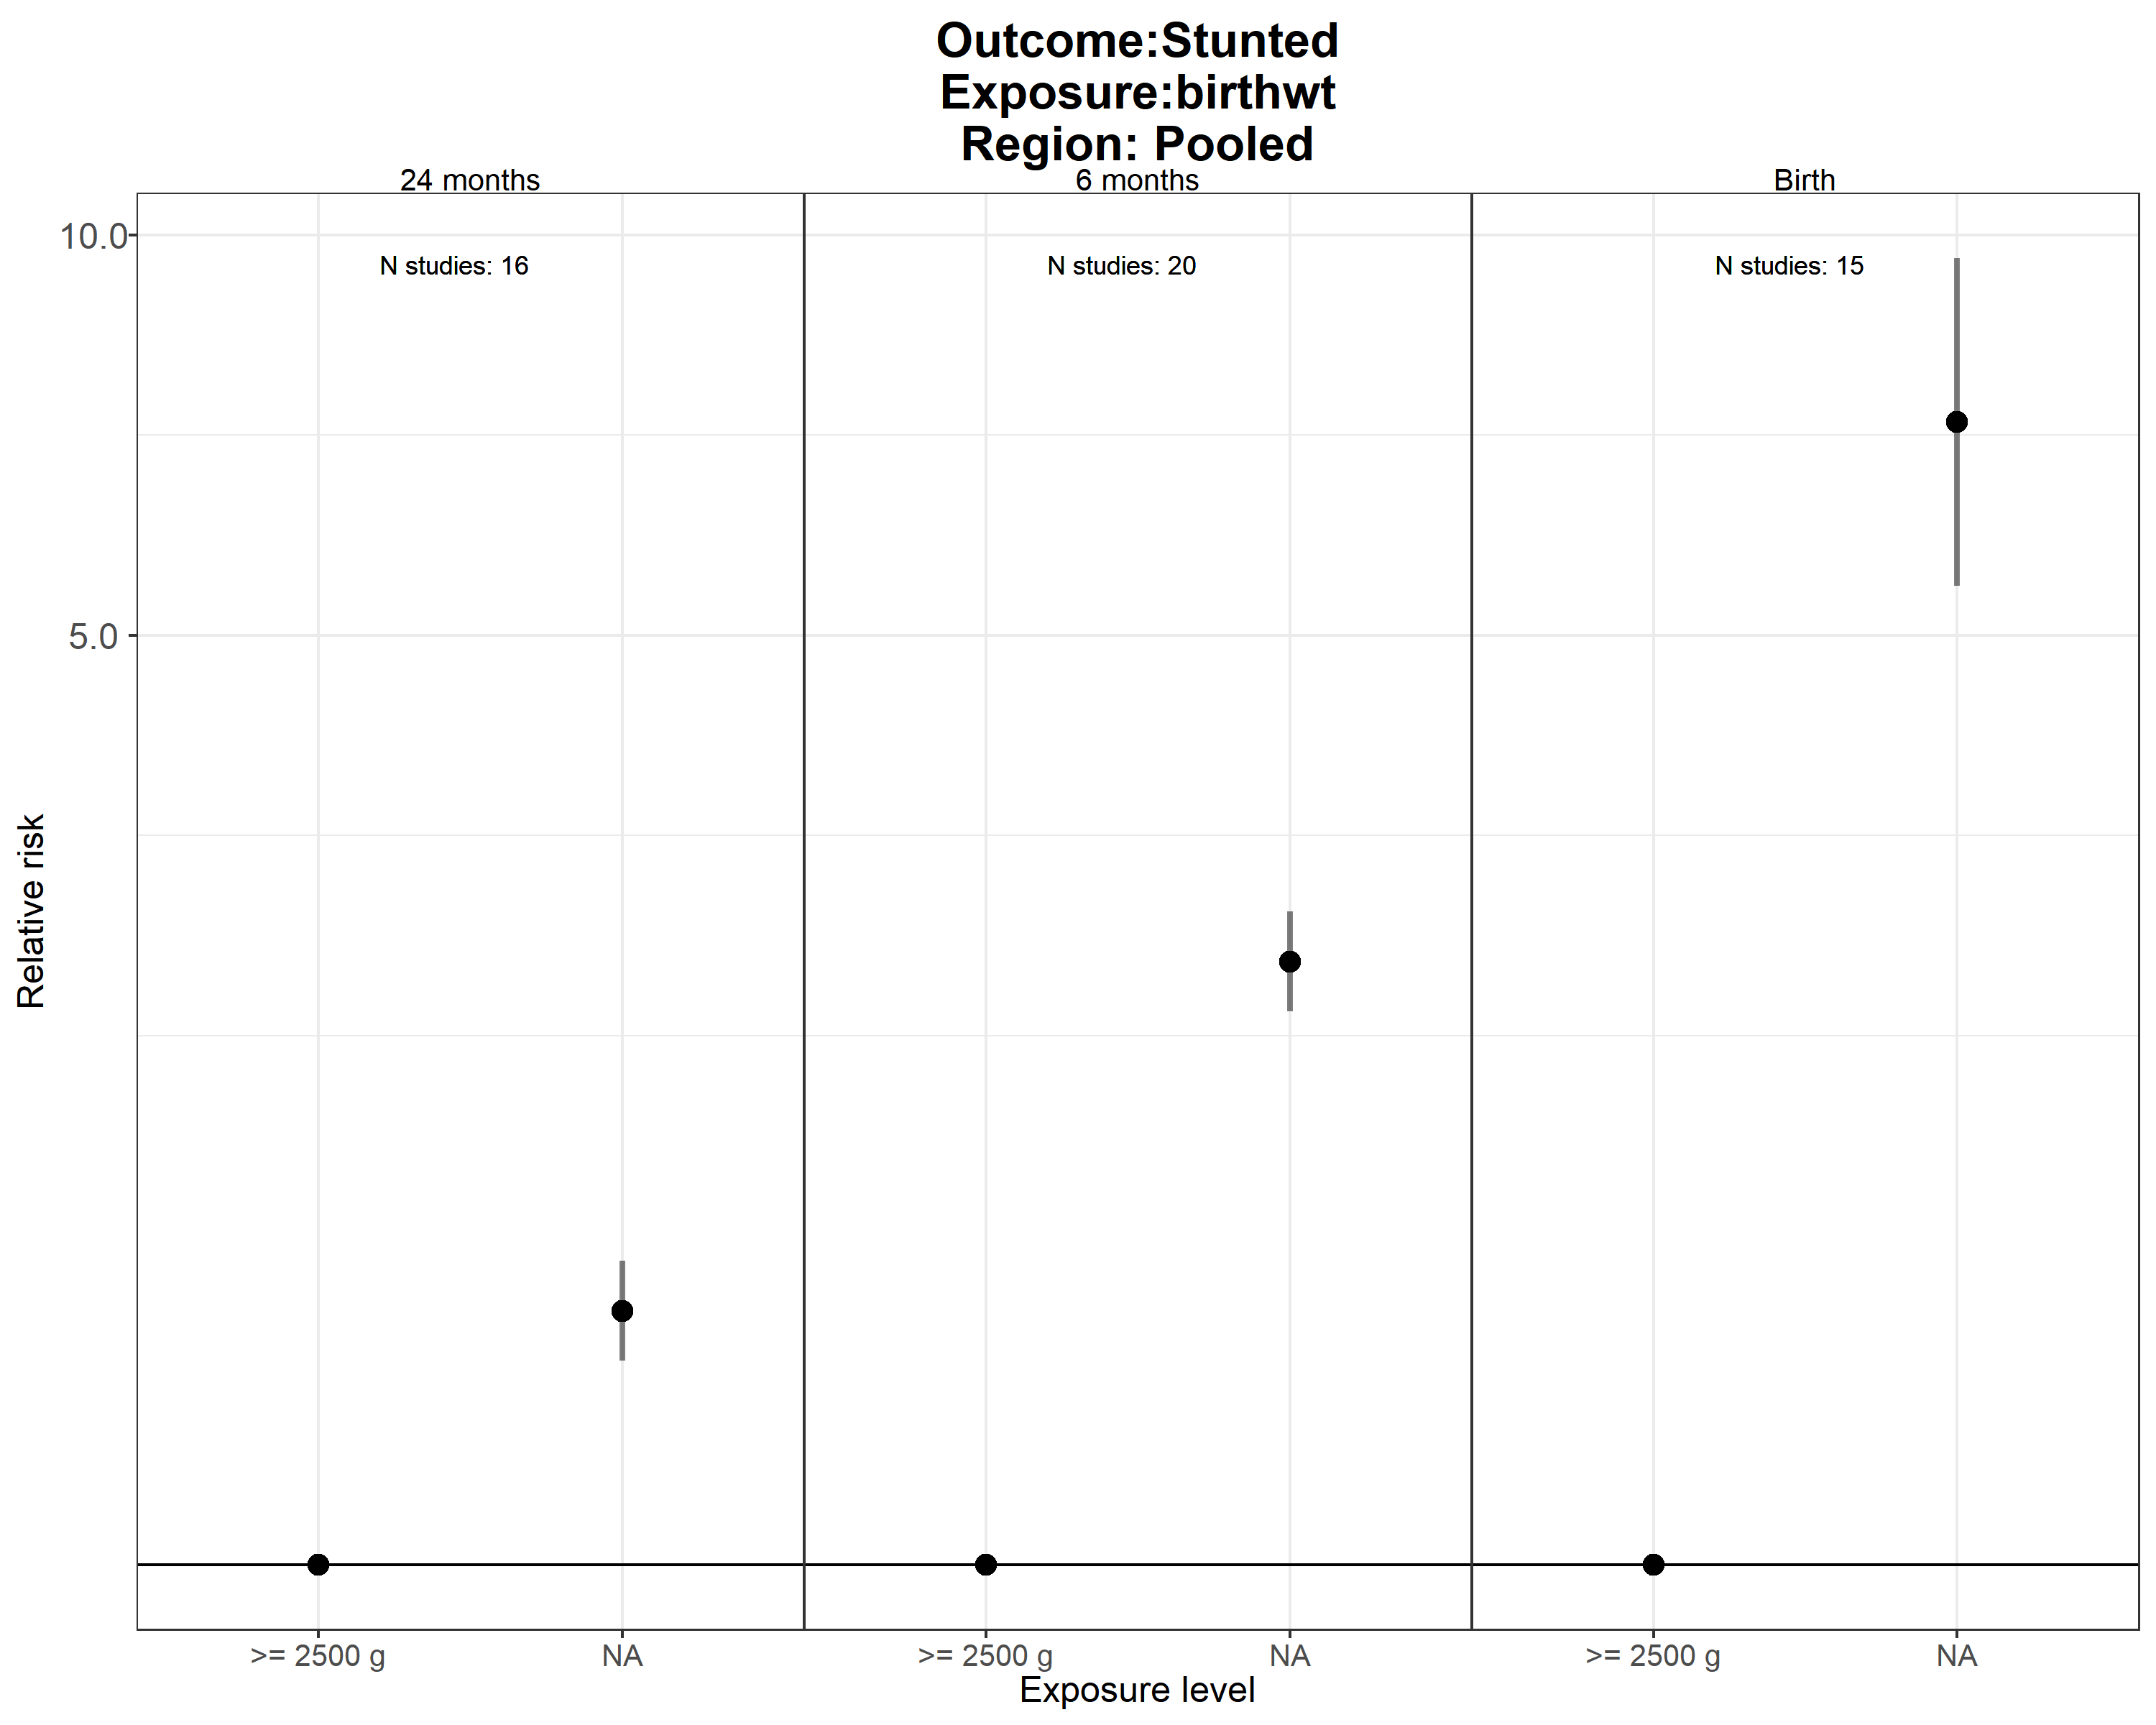 Outcome:Stunted
Exposure:birthwt
Region: Pooled
24 months
6 months
Birth
10.0
N studies: 16
N studies: 20
N studies: 15
5.0
Relative risk
>= 2500 g
NA
>= 2500 g
NA
>= 2500 g
NA
Exposure level